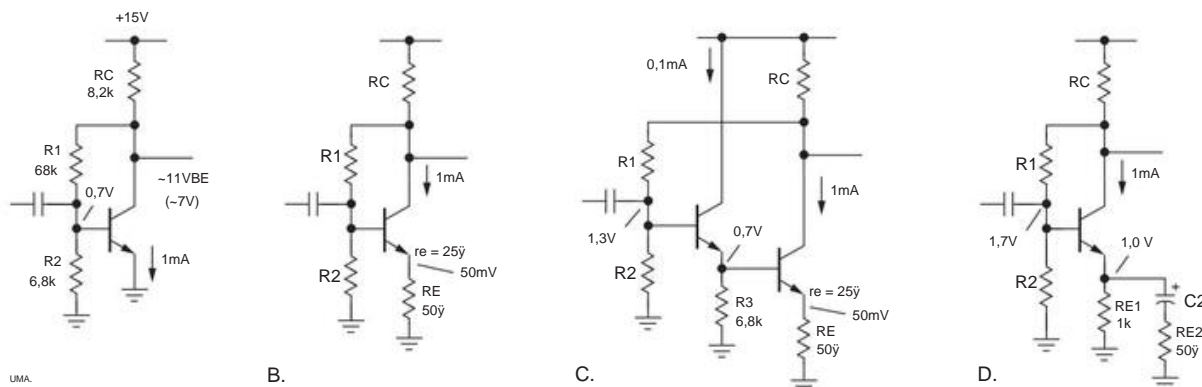 +15V
RC
8,2k
R1
68k
0,7V
~11VBE
(~7V)
R2
6,8k
1mA
UMA.
RC
R1
1mA
R2
re = 25ÿ
50mV
RE
50ÿ
B.
0,1mA
RC
R1
1mA
1,3V
0,7V
R2
R3
6,8k
re = 25ÿ
50mV
RE
50ÿ
C.
RC
R1
1mA
1,7V
1,0 V
R2
+
C2
RE1
1k
RE2
50ÿ
D.